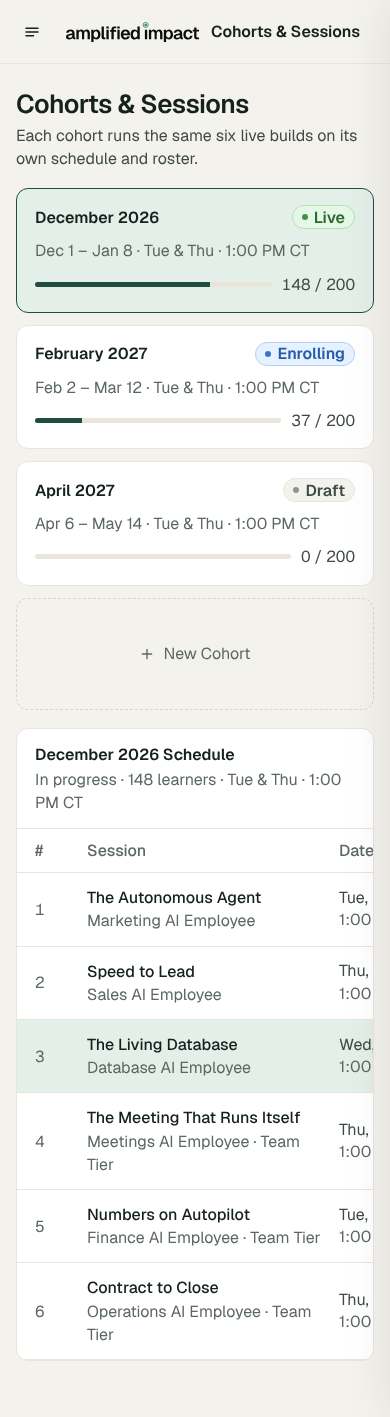 amplified impact Cohorts & Sessions
Cohorts & Sessions
Each cohort runs the same six live builds on its
own schedule and roster.
December 2026 Live
Dec 1 – Jan 8 · Tue & Thu · 1:00 PM CT
148 / 200
February 2027 Enrolling
Feb 2 – Mar 12 · Tue & Thu · 1:00 PM CT
37 / 200
April 2027 Draft
Apr 6 – May 14 · Tue & Thu · 1:00 PM CT
0 / 200
+ New Cohort
December 2026 Schedule
In progress · 148 learners · Tue & Thu · 1:00
PM CT
# Session Date
1 The Autonomous Agent Tue,
Marketing AI Employee 1:00
2 Speed to Lead Thu,
Sales AI Employee 1:00
3 The Living Database Wed,
Database AI Employee 1:00
4 The Meeting That Runs Itself Thu,
Meetings AI Employee · Team 1:00
Tier
5 Numbers on Autopilot Tue,
Finance AI Employee · Team Tier 1:00
6 Contract to Close Thu,
Operations AI Employee · Team 1:00
Tier